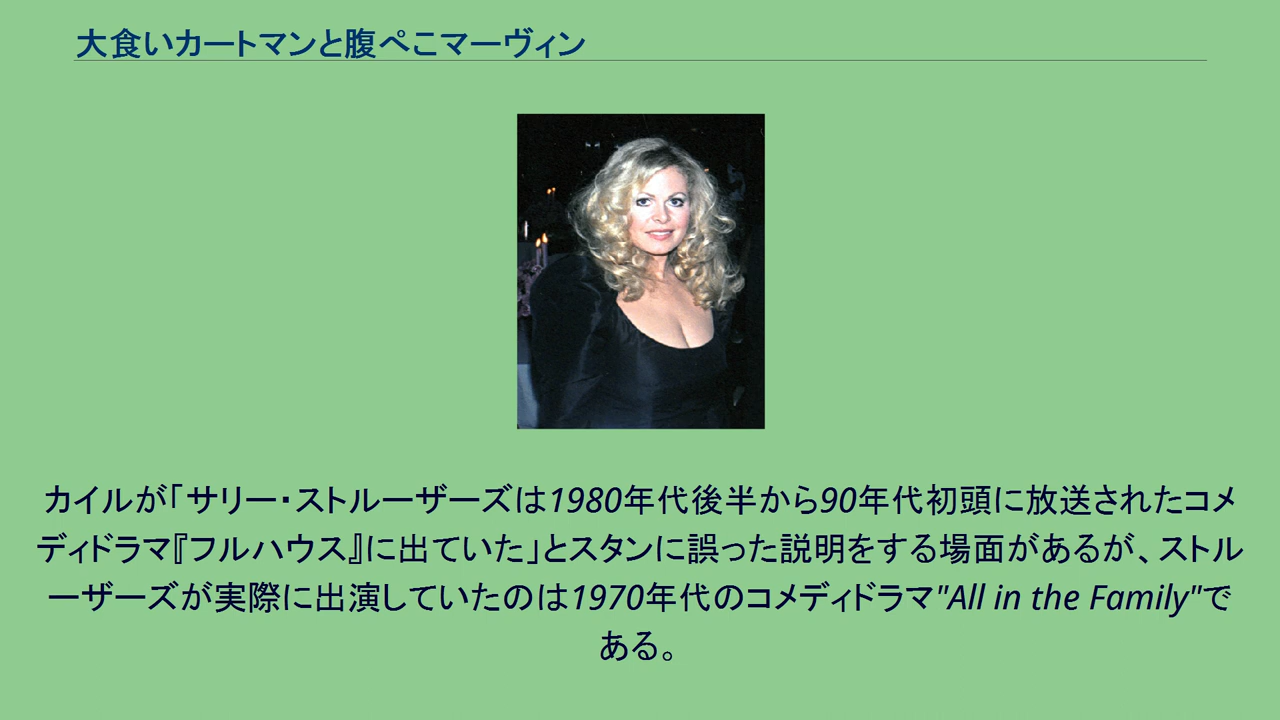 大食いカートマンと腹ぺこマーヴィン
カイルが「サリー・ストルーザーズは1980年代後半から90年代初頭に放送されたコメ
ディドラマ『フルハウス』に出ていた」とスタンに誤った説明をする場面があるが、ストル
ーザーズが実際に出演していたのは1970年代のコメディドラマ"All in the Family"で
ある。